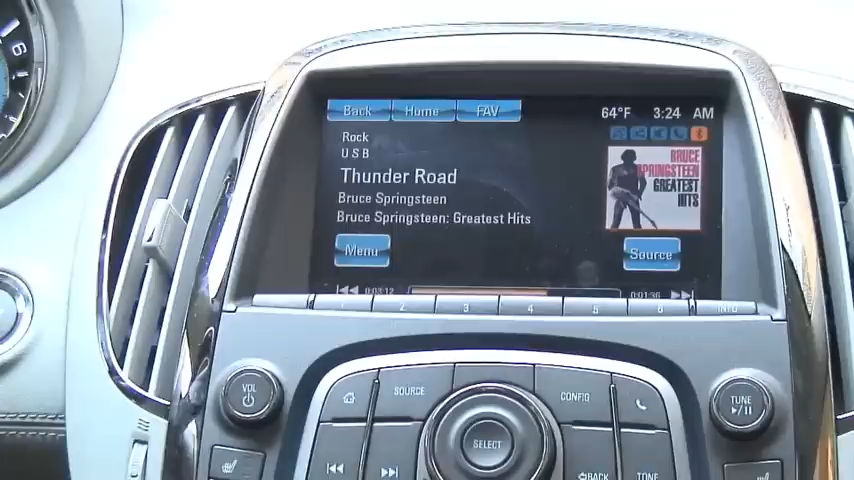 6
Back Home FAV 64°F 3:24 AM
Rock
USB
Thunder Road
Bruce Springsteen
Bruce Springsteen: Greatest Hits
BRUCE
SPRINGSTEEN
GREATEST
HITS
Menu Source
0:03:12 0:01:36
1 2 3 4 5 6 INFO
VOL
SOURCE
CONFIG
TUNE
SELECT
BACK
TONE